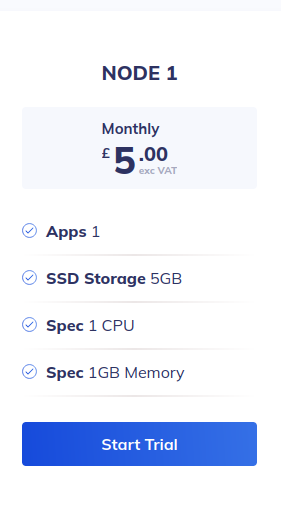 NODE 1
Monthly
£5.00
exc VAT
Apps 1
SSD Storage 5GB
Spec 1 CPU
Spec 1GB Memory
Start Trial